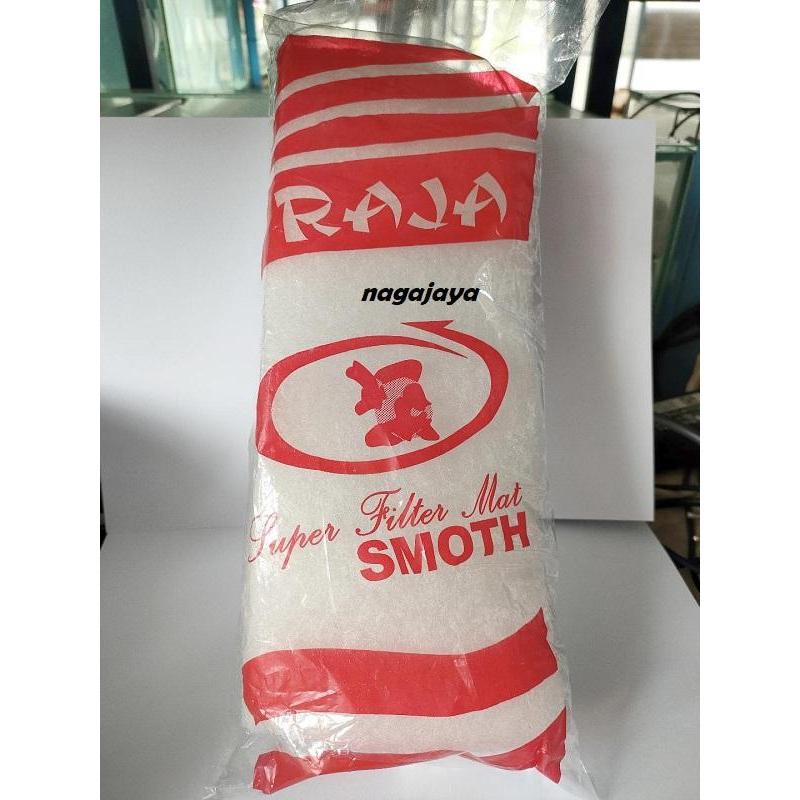 RAJA
nagajaya
Super Filter Mat
SMOTH